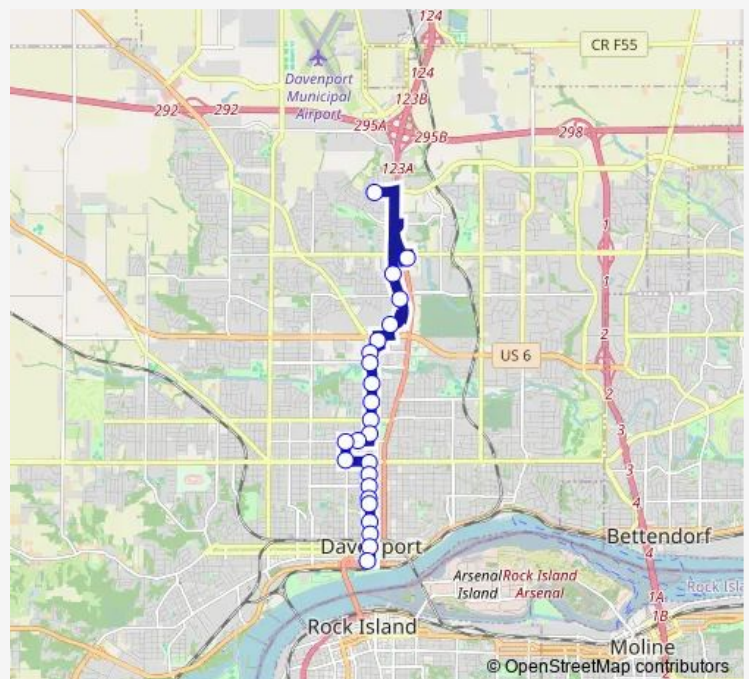 124
CR F55
124
Davenport
Municipal
Airport
123B
292
292
295A
295B
298
123A
1
1
2
US 6
2
3
3
4
Davenport
Bettendorf
4
Arsenal
Island
Rock Island
Arsenal
Rock Isla
1A
1B
Rock Island
Moline
© OpenStreetMap contributors